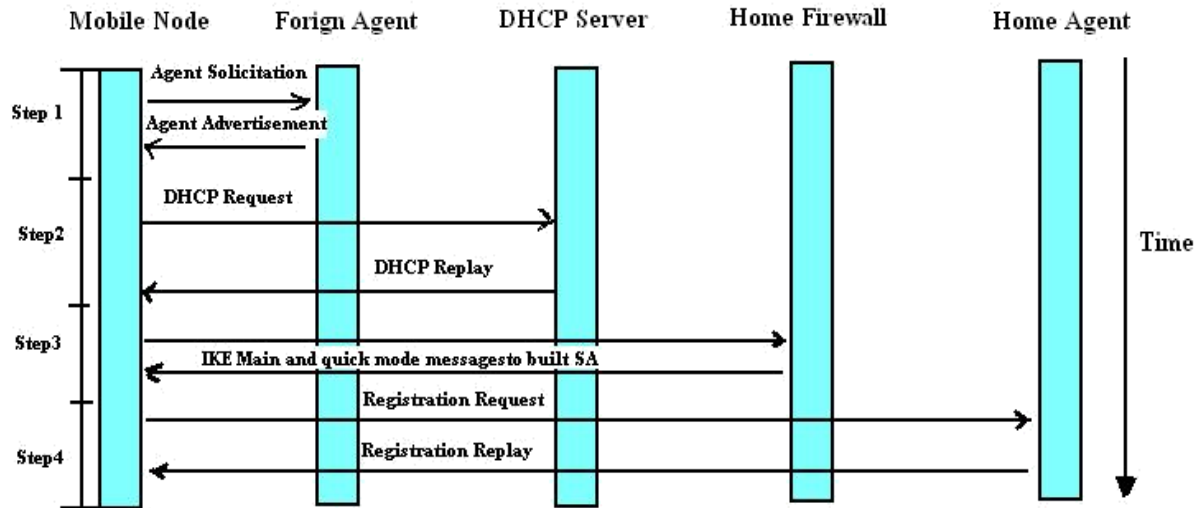 Mobile Node
Forign Agent
DHCP Server
Home Firewall
Home Agent
Agent Solicitation
Step 1
Agent Advertisement
DHCP Request
Step2
Time
DHCP Replay
Step3
IKE Main and quick mode messagesto built SA
Registration Request
Registration Replay
Step4